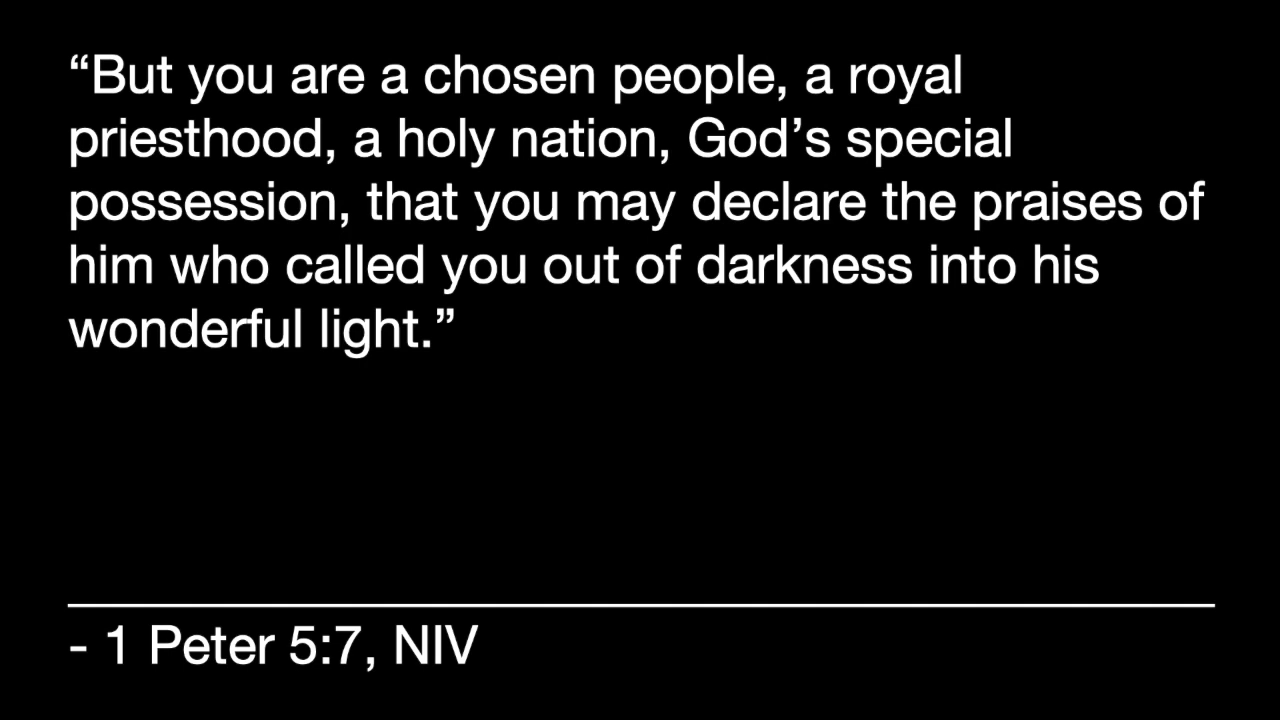 “But you are a chosen people, a royal
priesthood, a holy nation, God’s special
possession, that you may declare the praises of
him who called you out of darkness into his
wonderful light.”
- 1 Peter 5:7, NIV